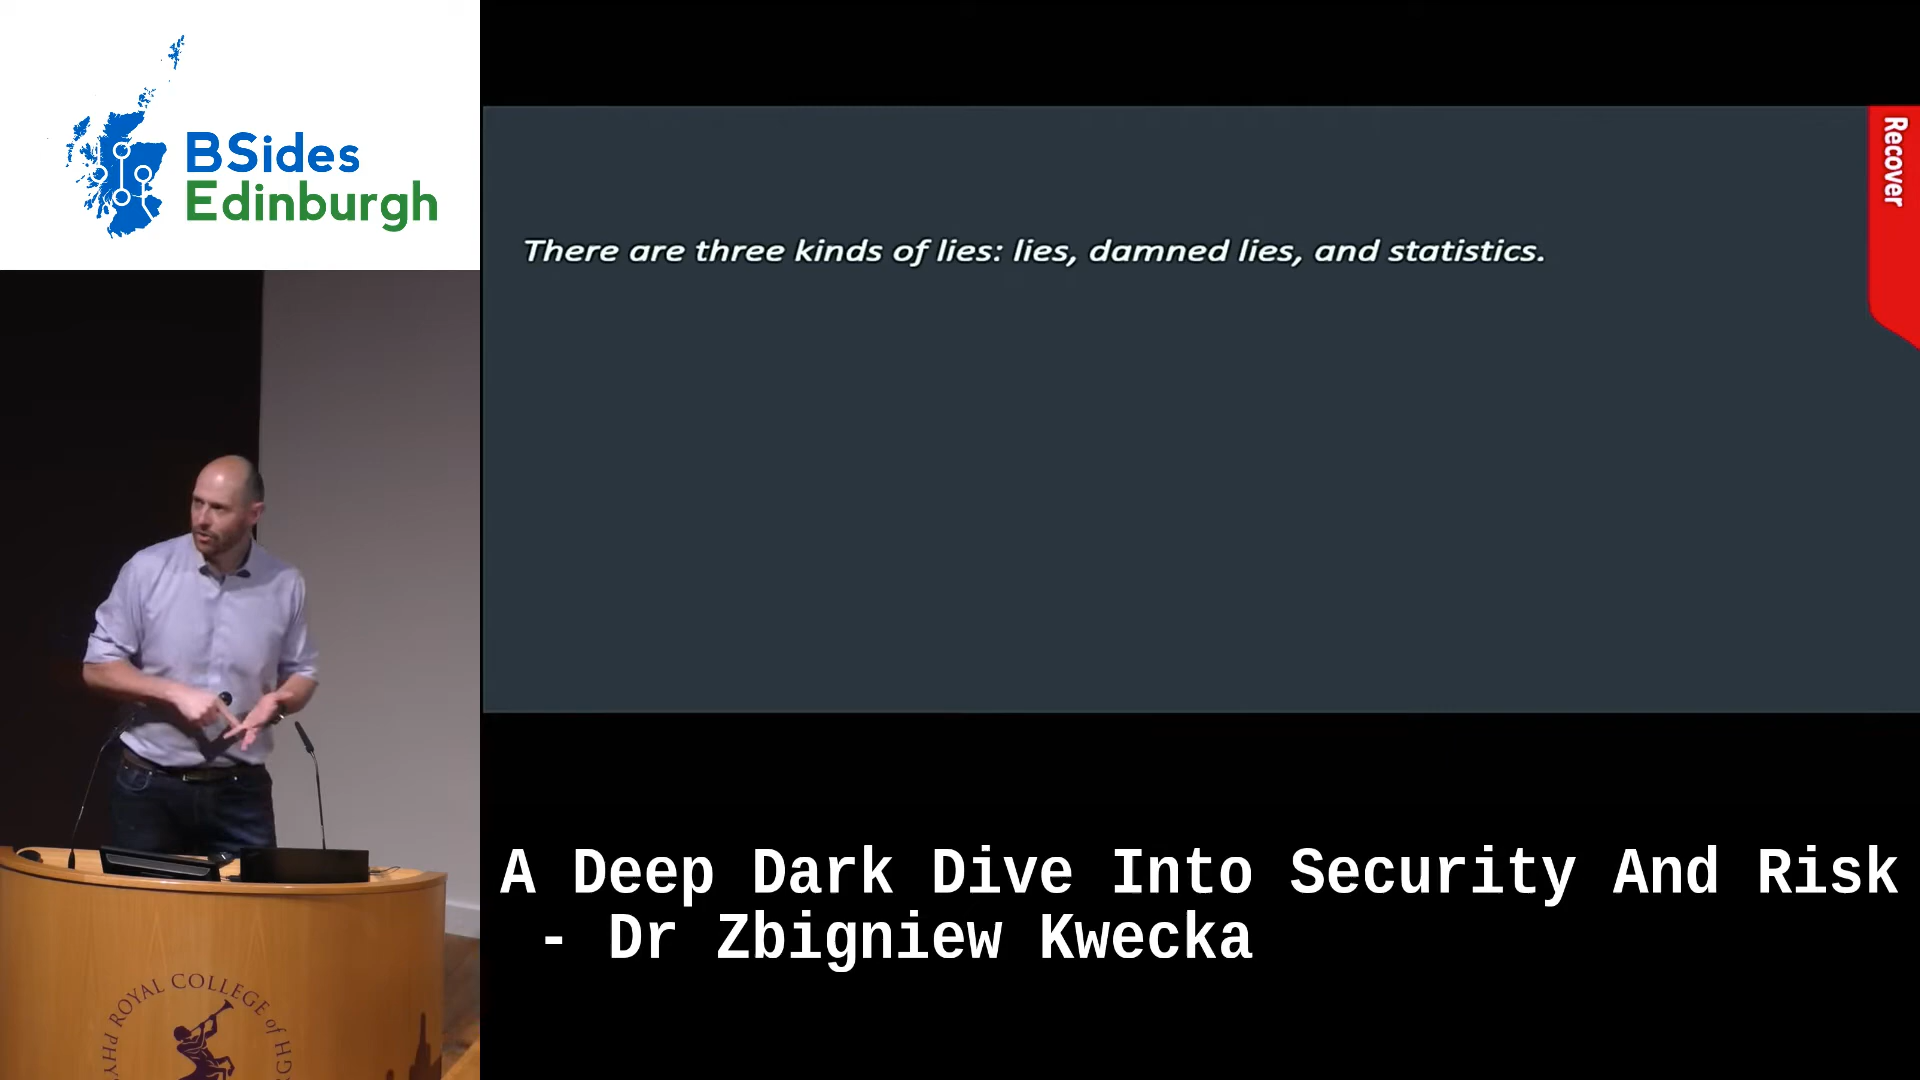 BSides
Edinburgh
There are three kinds of lies: lies, damned lies, and statistics.
Recover
A Deep Dark Dive Into Security And Risk
- Dr Zbigniew Kwecka
ROYAL COLLEGE of